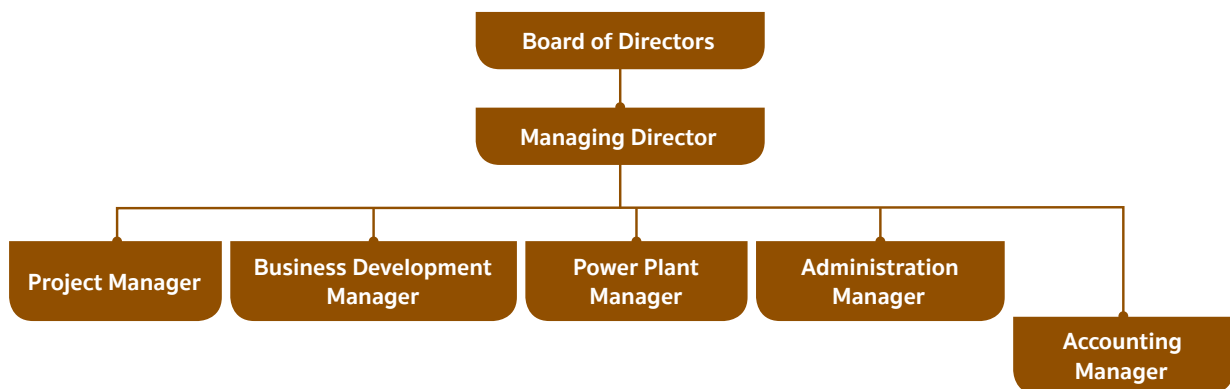 Board of Directors
Managing Director
Project Manager
Business Development
Manager
Power Plant
Manager
Administration
Manager
Accounting
Manager